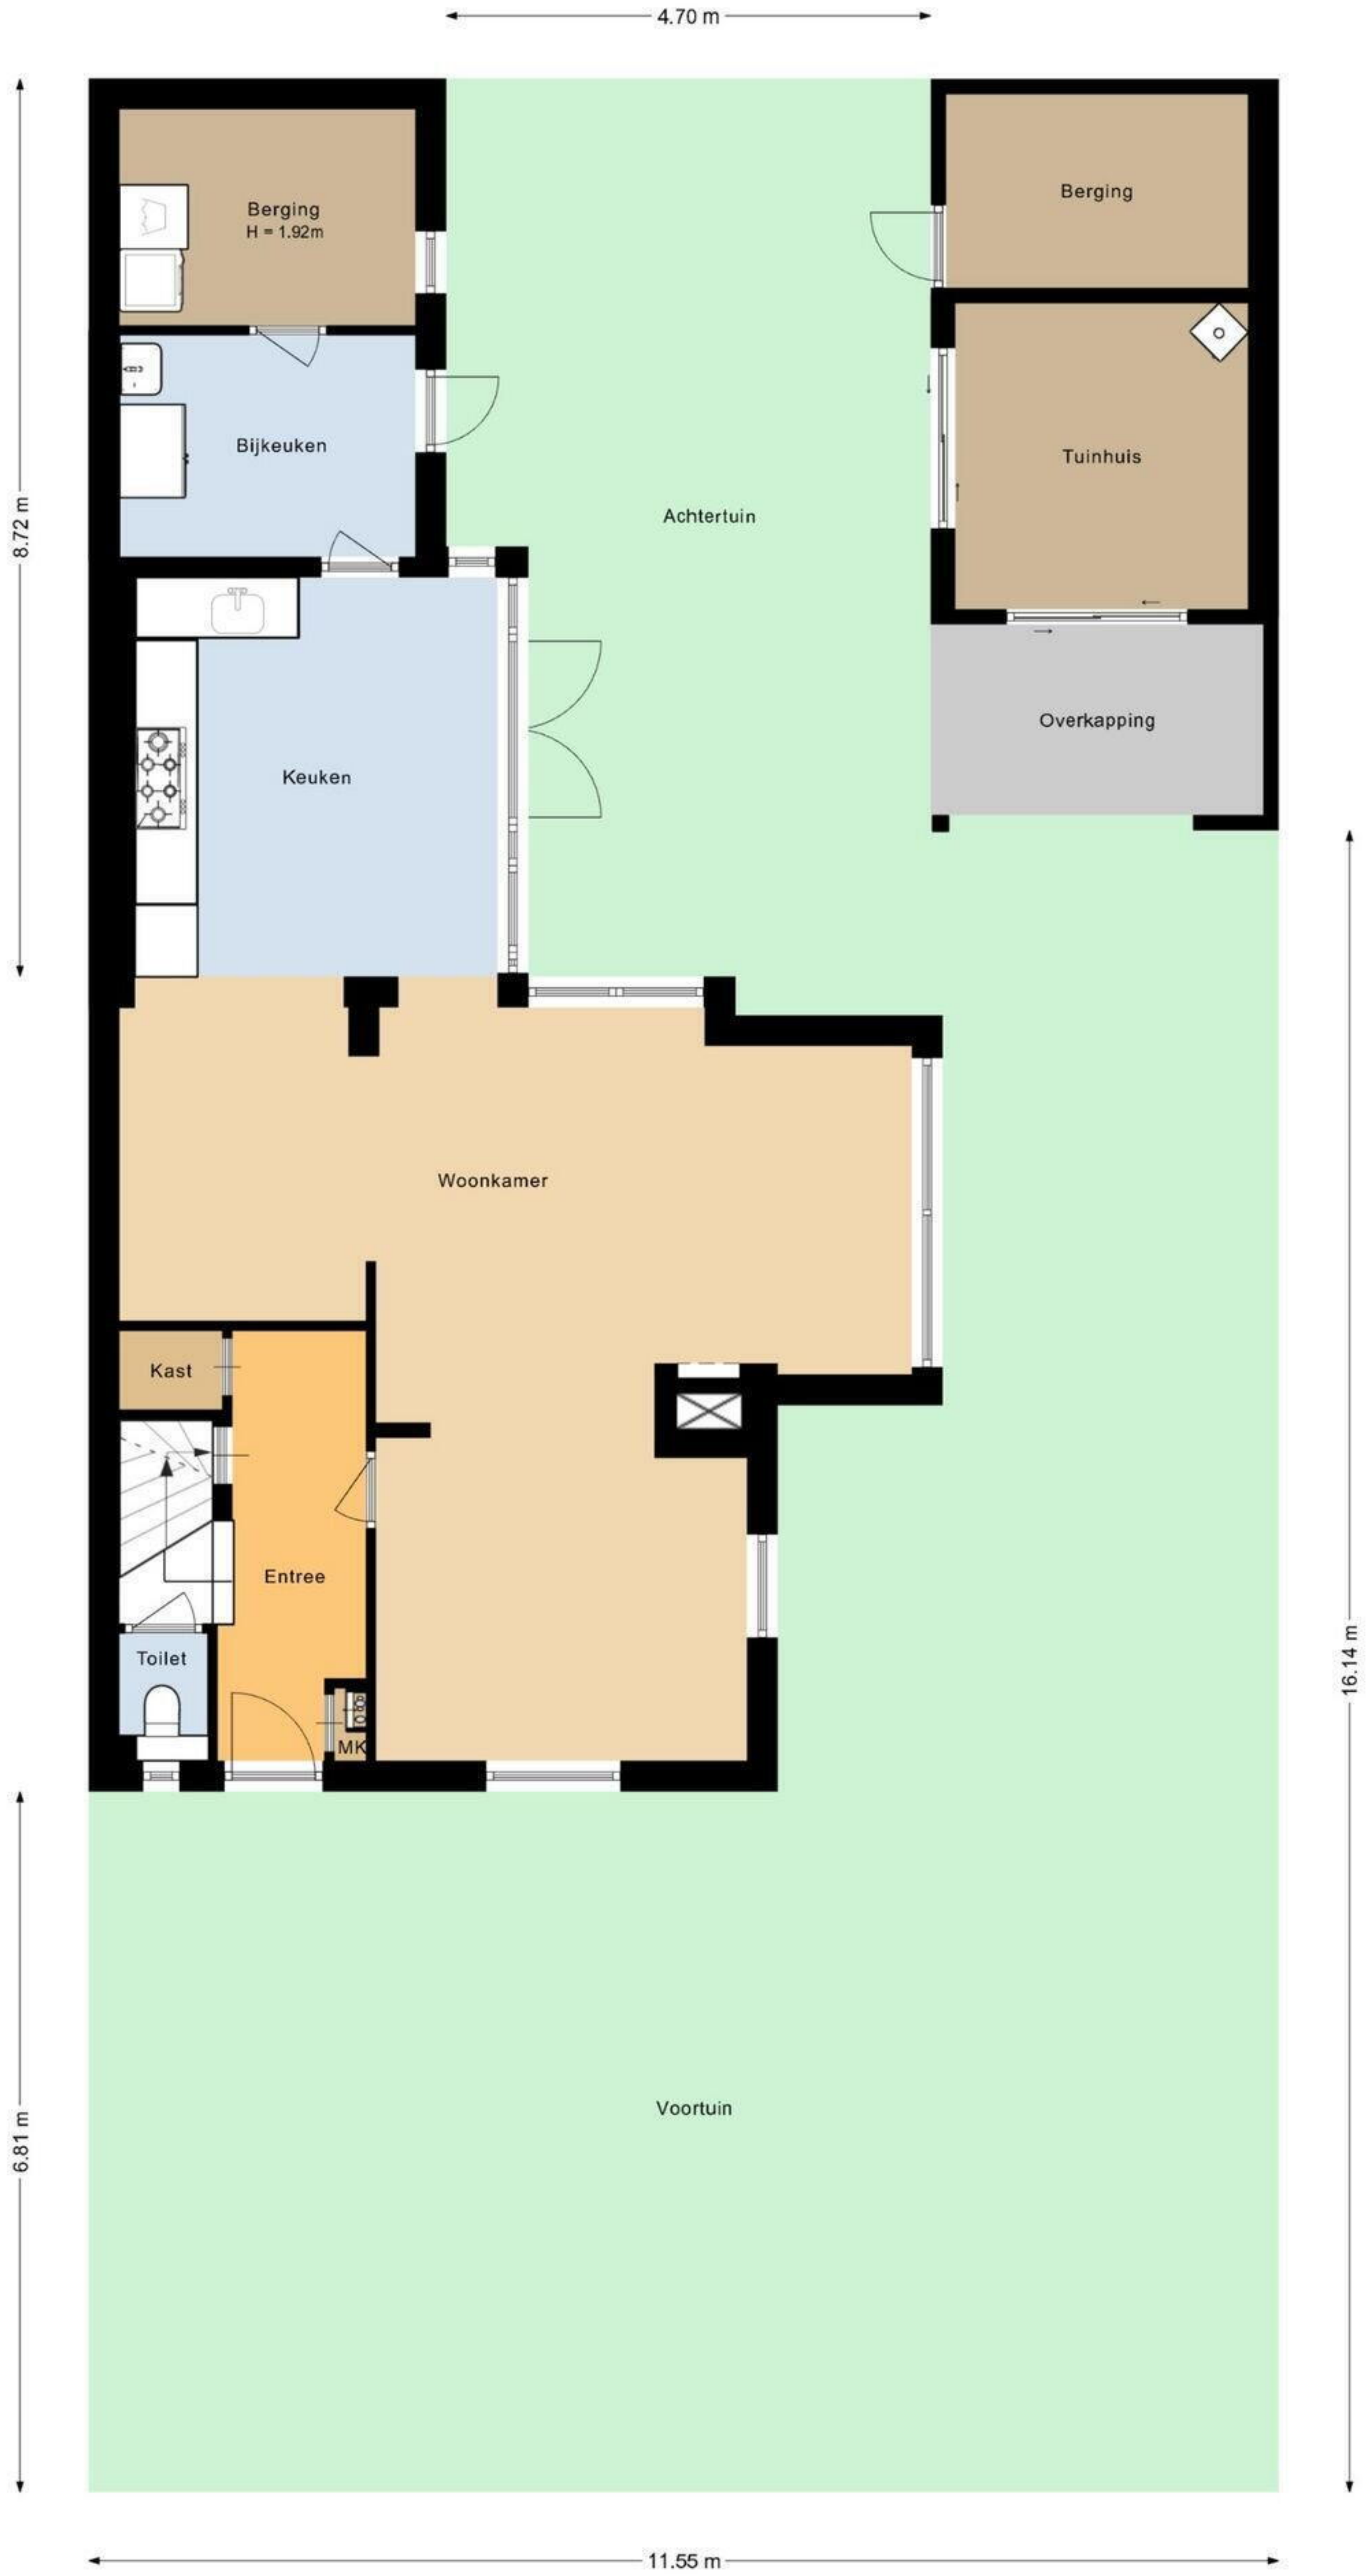 4.70 m
Berging
H = 1.92m
Berging
Bijkeuken
Tuinhuis
Achtertuin
8.72 m
Overkapping
Keuken
Woonkamer
Kast
Entree
Toilet
MK
16.14 m
Voortuin
6.81 m
11.55 m